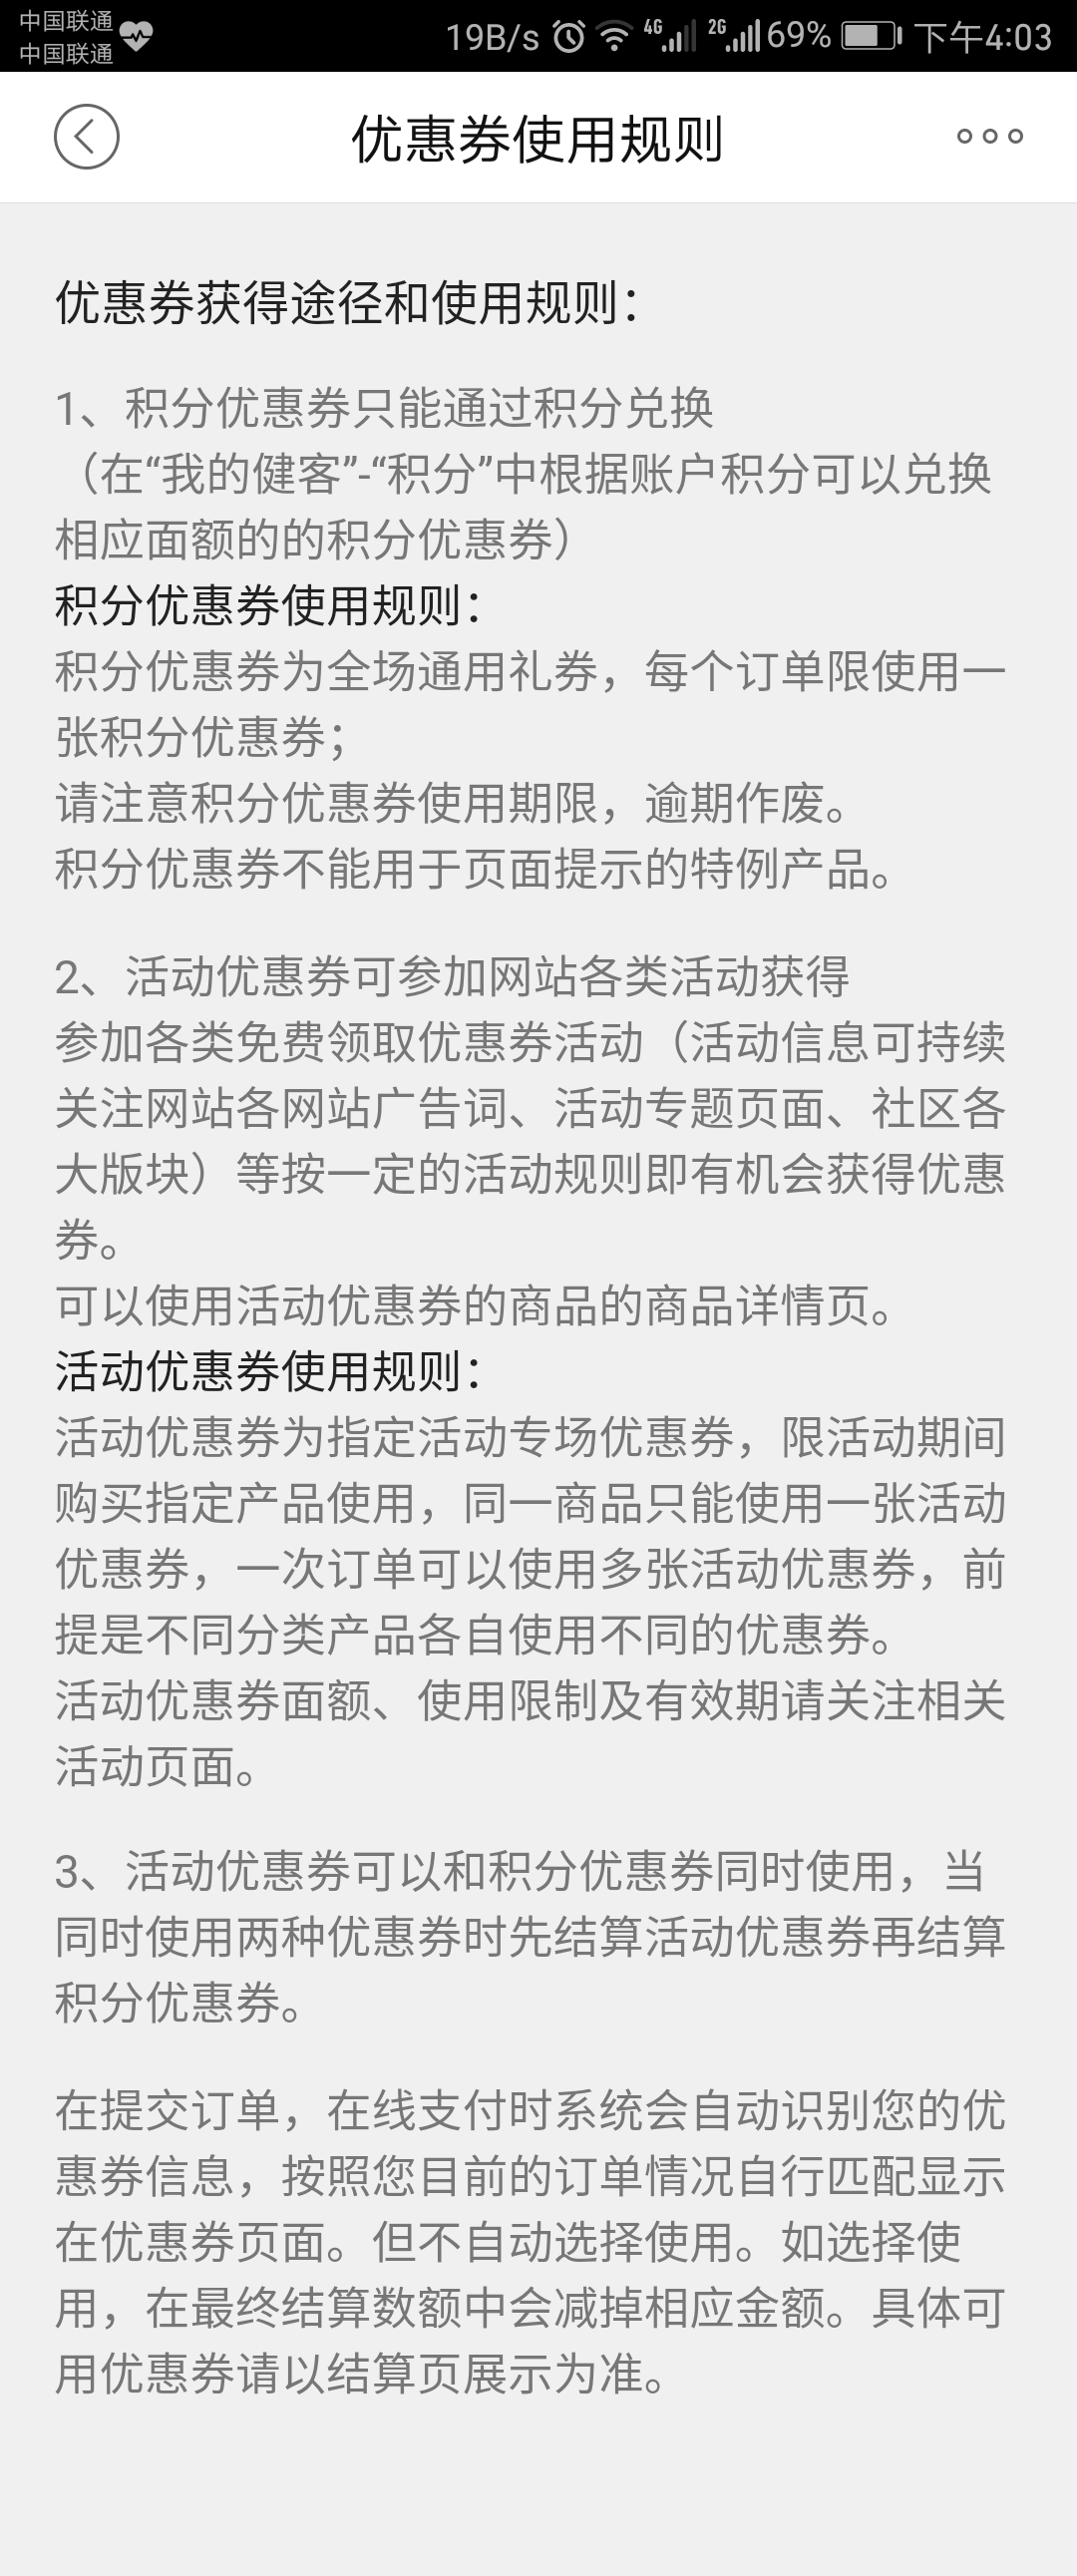 中国联通
中国联通
19B/s 4G 2G 69% 下午4:03
优惠券使用规则
优惠券获得途径和使用规则：
1、积分优惠券只能通过积分兑换
（在“我的健客”-“积分”中根据账户积分可以兑换
相应面额的的积分优惠券）
积分优惠券使用规则：
积分优惠券为全场通用礼券，每个订单限使用一
张积分优惠券；
请注意积分优惠券使用期限，逾期作废。
积分优惠券不能用于页面提示的特例产品。
2、活动优惠券可参加网站各类活动获得
参加各类免费领取优惠券活动（活动信息可持续
关注网站各网站广告词、活动专题页面、社区各
大版块）等按一定的活动规则即有机会获得优惠
券。
可以使用活动优惠券的商品的商品详情页。
活动优惠券使用规则：
活动优惠券为指定活动专场优惠券，限活动期间
购买指定产品使用，同一商品只能使用一张活动
优惠券，一次订单可以使用多张活动优惠券，前
提是不同分类产品各自使用不同的优惠券。
活动优惠券面额、使用限制及有效期请关注相关
活动页面。
3、活动优惠券可以和积分优惠券同时使用，当
同时使用两种优惠券时先结算活动优惠券再结算
积分优惠券。
在提交订单，在线支付时系统会自动识别您的优
惠券信息，按照您目前的订单情况自行匹配显示
在优惠券页面。但不自动选择使用。如选择使
用，在最终结算数额中会减掉相应金额。具体可
用优惠券请以结算页展示为准。